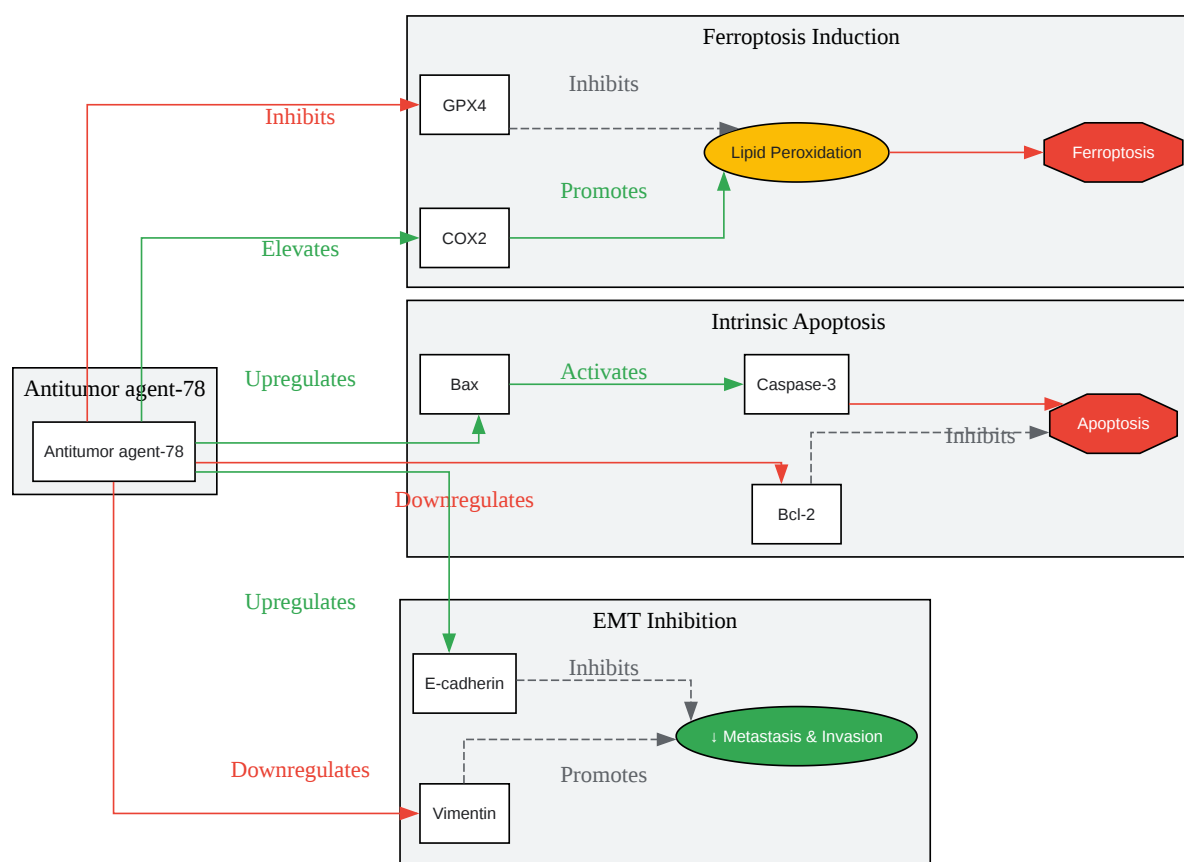 Ferroptosis Induction
Inhibits
GPX4
Inhibits
Lipid Peroxidation
Ferroptosis
Elevates
COX2
Promotes
Intrinsic Apoptosis
Antitumor agent-78
Antitumor agent-78
Upregulates
Bax
Activates
Caspase-3
Apoptosis
Inhibits
Downregulates
Bcl-2
EMT Inhibition
Upregulates
E-cadherin
Inhibits
↓ Metastasis & Invasion
Downregulates
Vimentin
Promotes